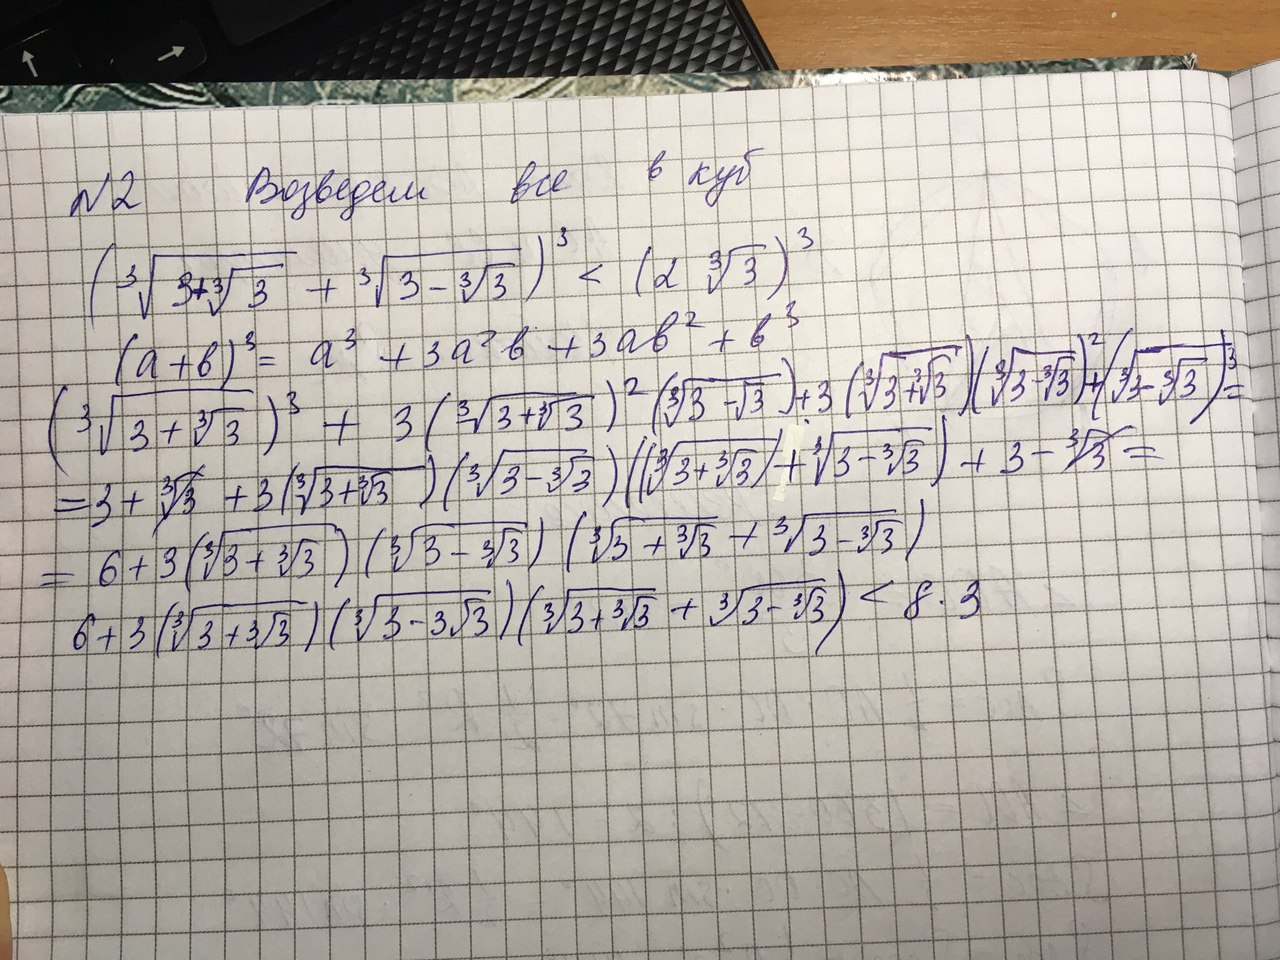 №2 Возведем все в куб
(∛(3+∛3) + ∛(3-∛3))³ < (2 ∛3)³
(a+b)³ = a³ + 3a²b + 3ab² + b³
(∛(3+∛3))³ + 3(∛(3+∛3))²(∛(3-√3)) + 3(∛(3+∛3))(∛(3-∛3))² + (∛(3-∛3))³ =
= 3 + ∛3 + 3(∛(3+∛3))(∛(3-∛3))((∛(3+∛3)) + ∛(3-∛3)) + 3 - ∛3 =
= 6 + 3(∛(3+∛3))(∛(3-∛3))(∛(3+∛3) + ∛(3-∛3))
6 + 3(∛(3+3√3))(∛(3-3√3))(∛(3+∛3) + ∛(3-∛3)) < 8·3